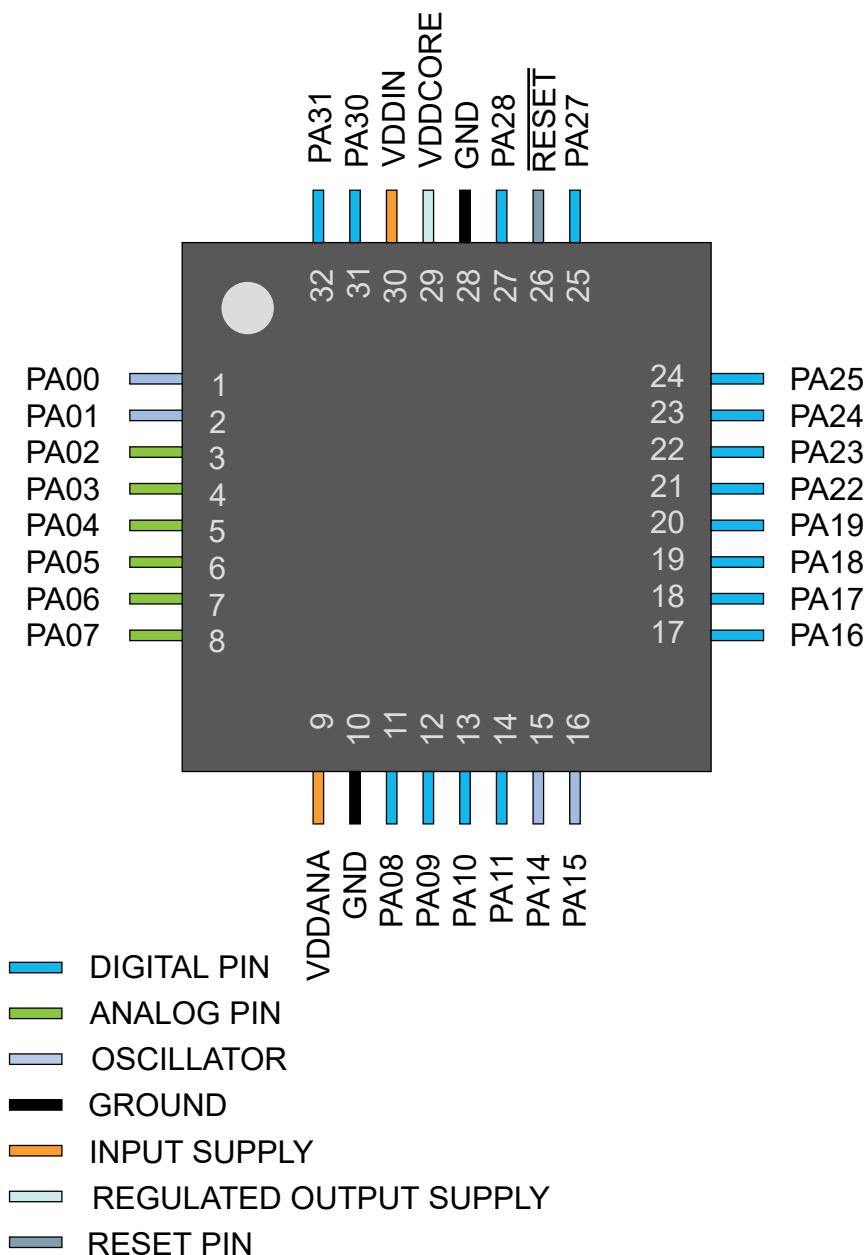 PA31
PA30
VDDIN
VDDCORE
GND
PA28
RESET
PA27
32
31
30
29
28
27
26
25
PA00
1
PA01
2
PA02
3
PA03
4
PA04
5
PA05
6
PA06
7
PA07
8
24
PA25
23
PA24
22
PA23
21
PA22
20
PA19
19
PA18
18
PA17
17
PA16
9
10
11
12
13
14
15
16
VDDANA
GND
PA08
PA09
PA10
PA11
PA14
PA15
DIGITAL PIN
ANALOG PIN
OSCILLATOR
GROUND
INPUT SUPPLY
REGULATED OUTPUT SUPPLY
RESET PIN